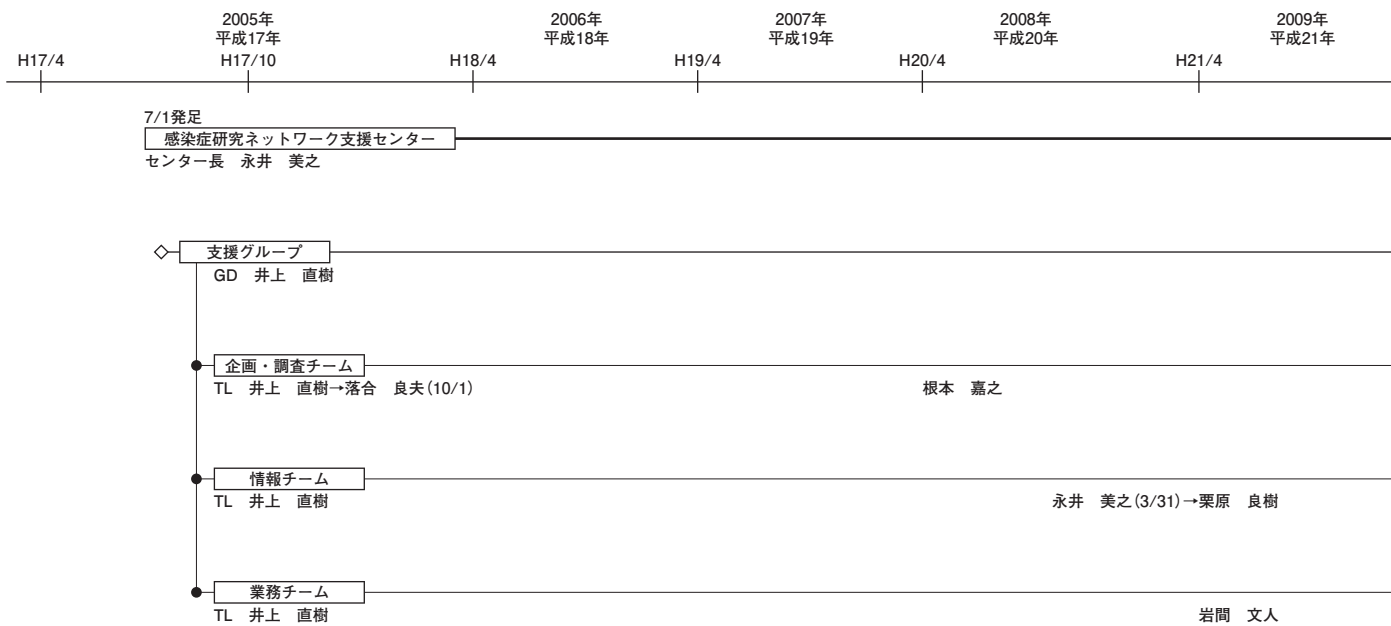 2005年 2006年 2007年 2008年 2009年
平成17年 平成18年 平成19年 平成20年 平成21年
H17/4 H17/10 H18/4 H19/4 H20/4 H21/4
7/1発足
感染症研究ネットワーク支援センター
センター長 永井 美之
支援グループ
GD 井上 直樹
企画・調査チーム
TL 井上 直樹→落合 良夫(10/1) 根本 嘉之
情報チーム
TL 井上 直樹 永井 美之(3/31)→栗原 良樹
業務チーム
TL 井上 直樹 岩間 文人